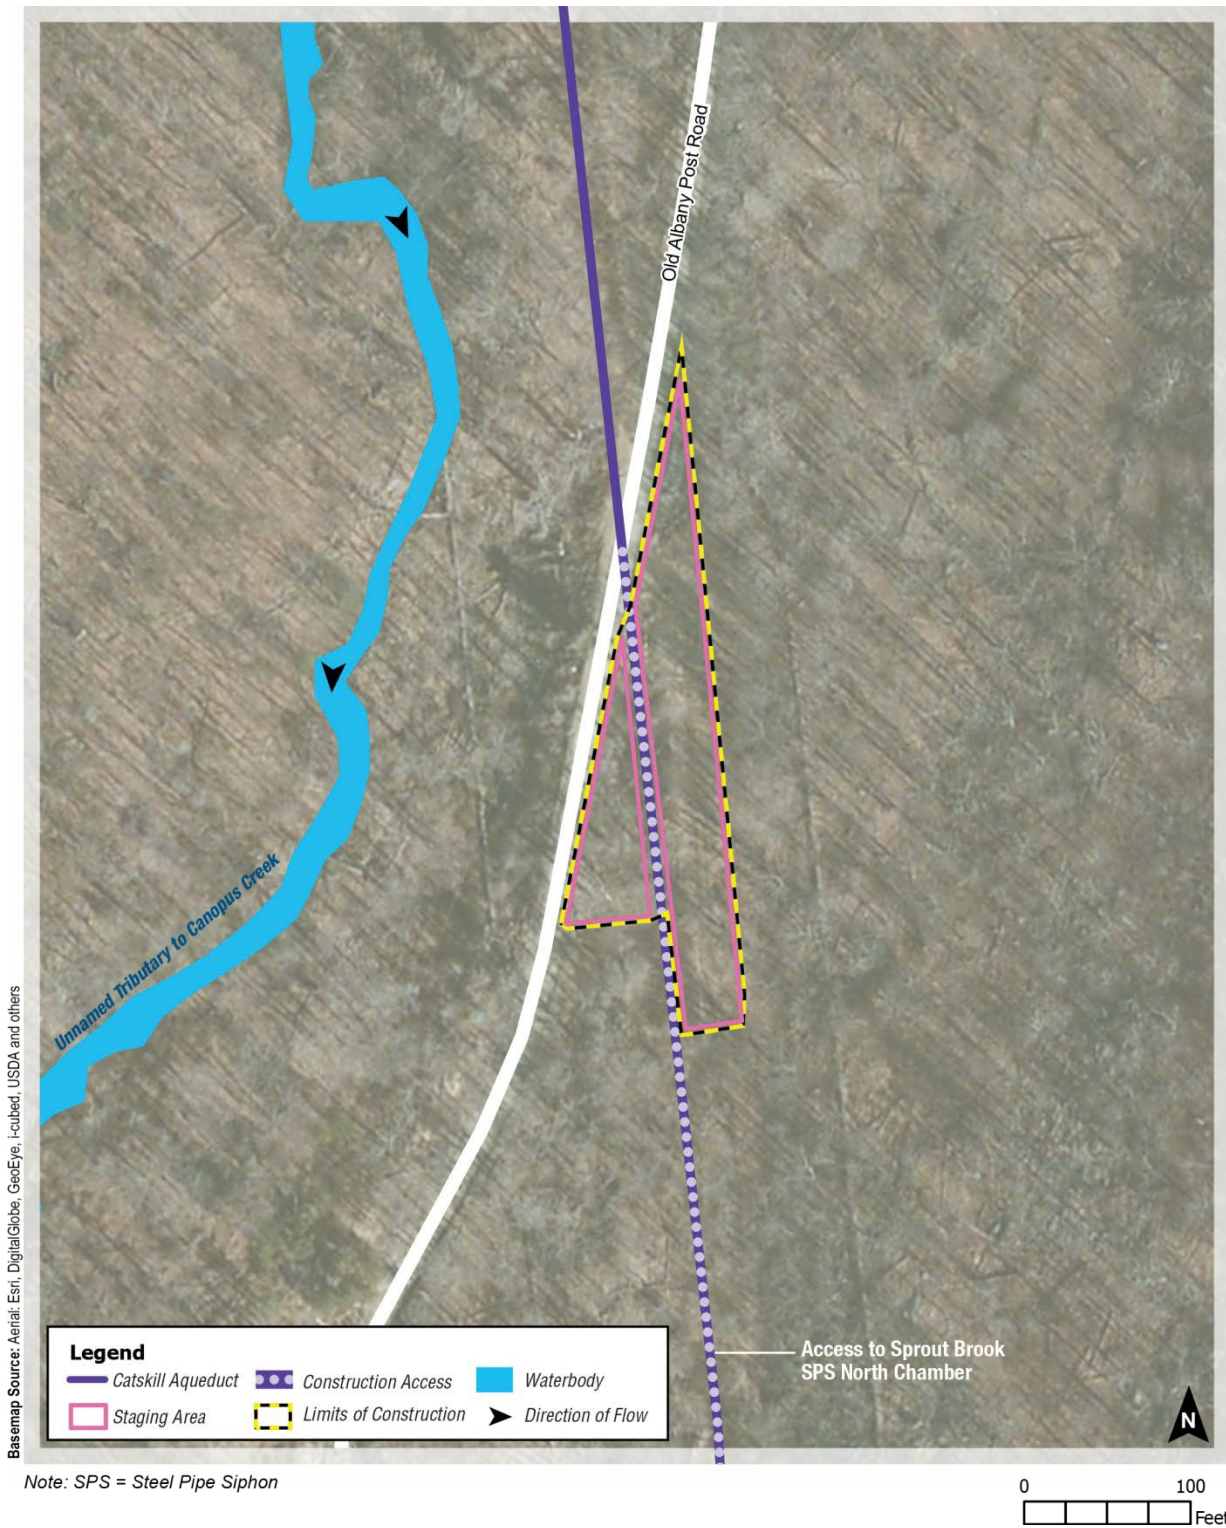 Old Albany Post Road
Unnamed Tributary to Canopus Creek
Access to Sprout Brook
SPS North Chamber
Legend
Catskill Aqueduct
Construction Access
Waterbody
Staging Area
Limits of Construction
Direction of Flow
N
Basemap Source: Aerial: Esri, DigitalGlobe, GeoEye, i-cubed, USDA and others
Note: SPS = Steel Pipe Siphon
0 100
Feet